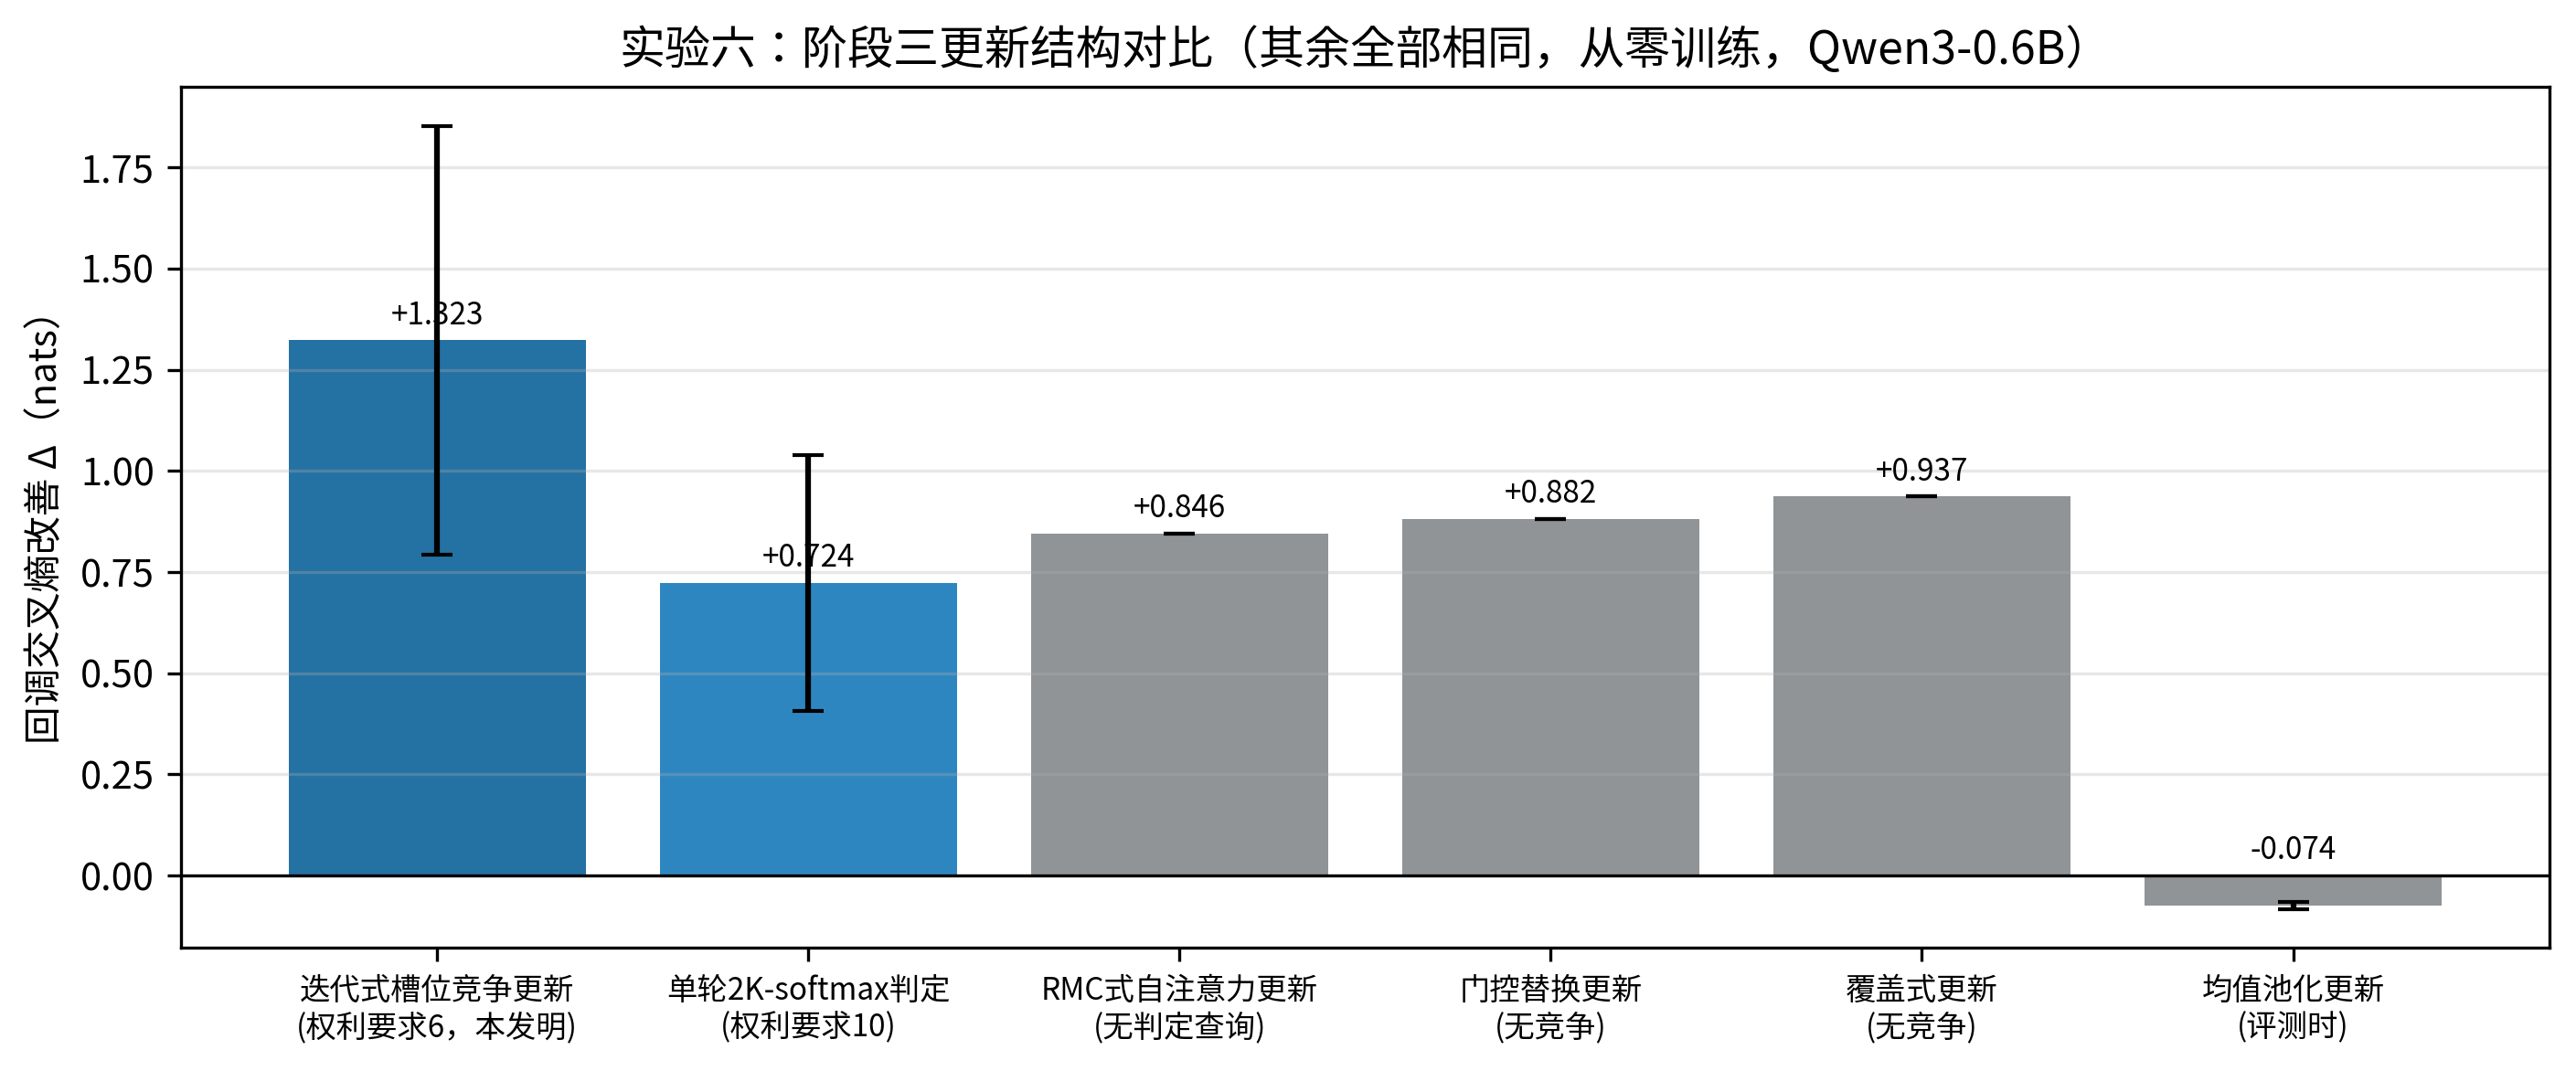 实验六：阶段三更新结构对比（其余全部相同，从零训练，Qwen3-0.6B）
回调交叉熵改善 Δ（nats）
1.75
1.50
1.25
1.00
0.75
0.50
0.25
0.00
+1.323
+0.724
+0.846
+0.882
+0.937
-0.074
迭代式槽位竞争更新
(权利要求6，本发明)
单轮2K-softmax判定
(权利要求10)
RMC式自注意力更新
(无判定查询)
门控替换更新
(无竞争)
覆盖式更新
(无竞争)
均值池化更新
(评测时)